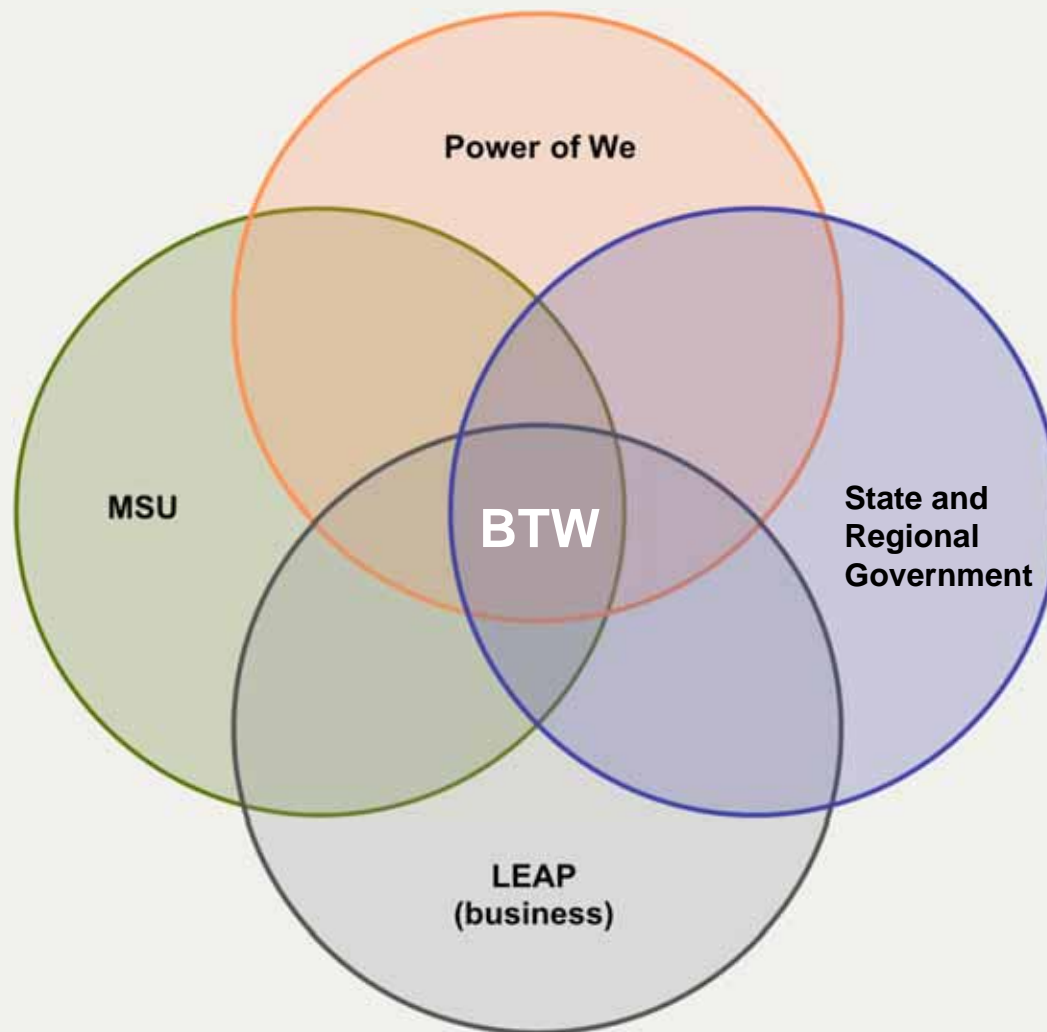 Power of We
MSU
BTW
State and
Regional
Government
LEAP
(business)